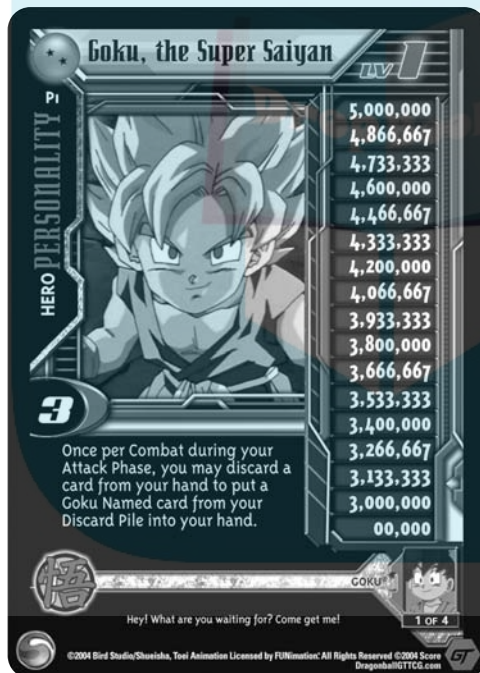 Goku, the Super Saiyan
LV 1
P1
HERO PERSONALITY
5,000,000
4,866,667
4,733,333
4,600,000
4,466,667
4,333,333
4,200,000
4,066,667
3,933,333
3,800,000
3,666,667
3,533,333
3,400,000
3,266,667
3,133,333
3,000,000
00,000
3
Once per Combat during your
Attack Phase, you may discard a
card from your hand to put a
Goku Named card from your
Discard Pile into your hand.
悟
GOKU
Hey! What are you waiting for? Come get me!
1 OF 4
©2004 Bird Studio/Shueisha, Toei Animation Licensed by FUNimation. All Rights Reserved ©2004 Score
DragonballGTTCG.com
GT